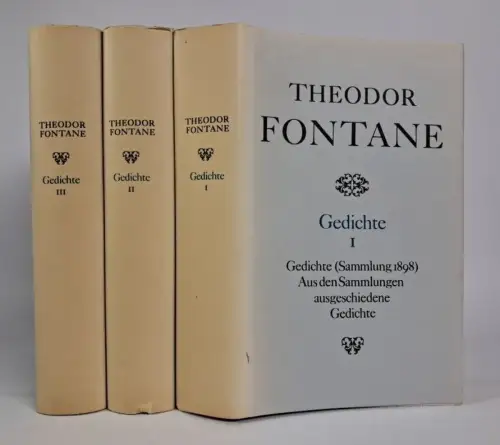 THEODOR
FONTANE
Gedichte
III
THEODOR
FONTANE
Gedichte
II
THEODOR
FONTANE
Gedichte
I
THEODOR
FONTANE
Gedichte
I
Gedichte (Sammlung 1898)
Aus den Sammlungen
ausgeschiedene
Gedichte